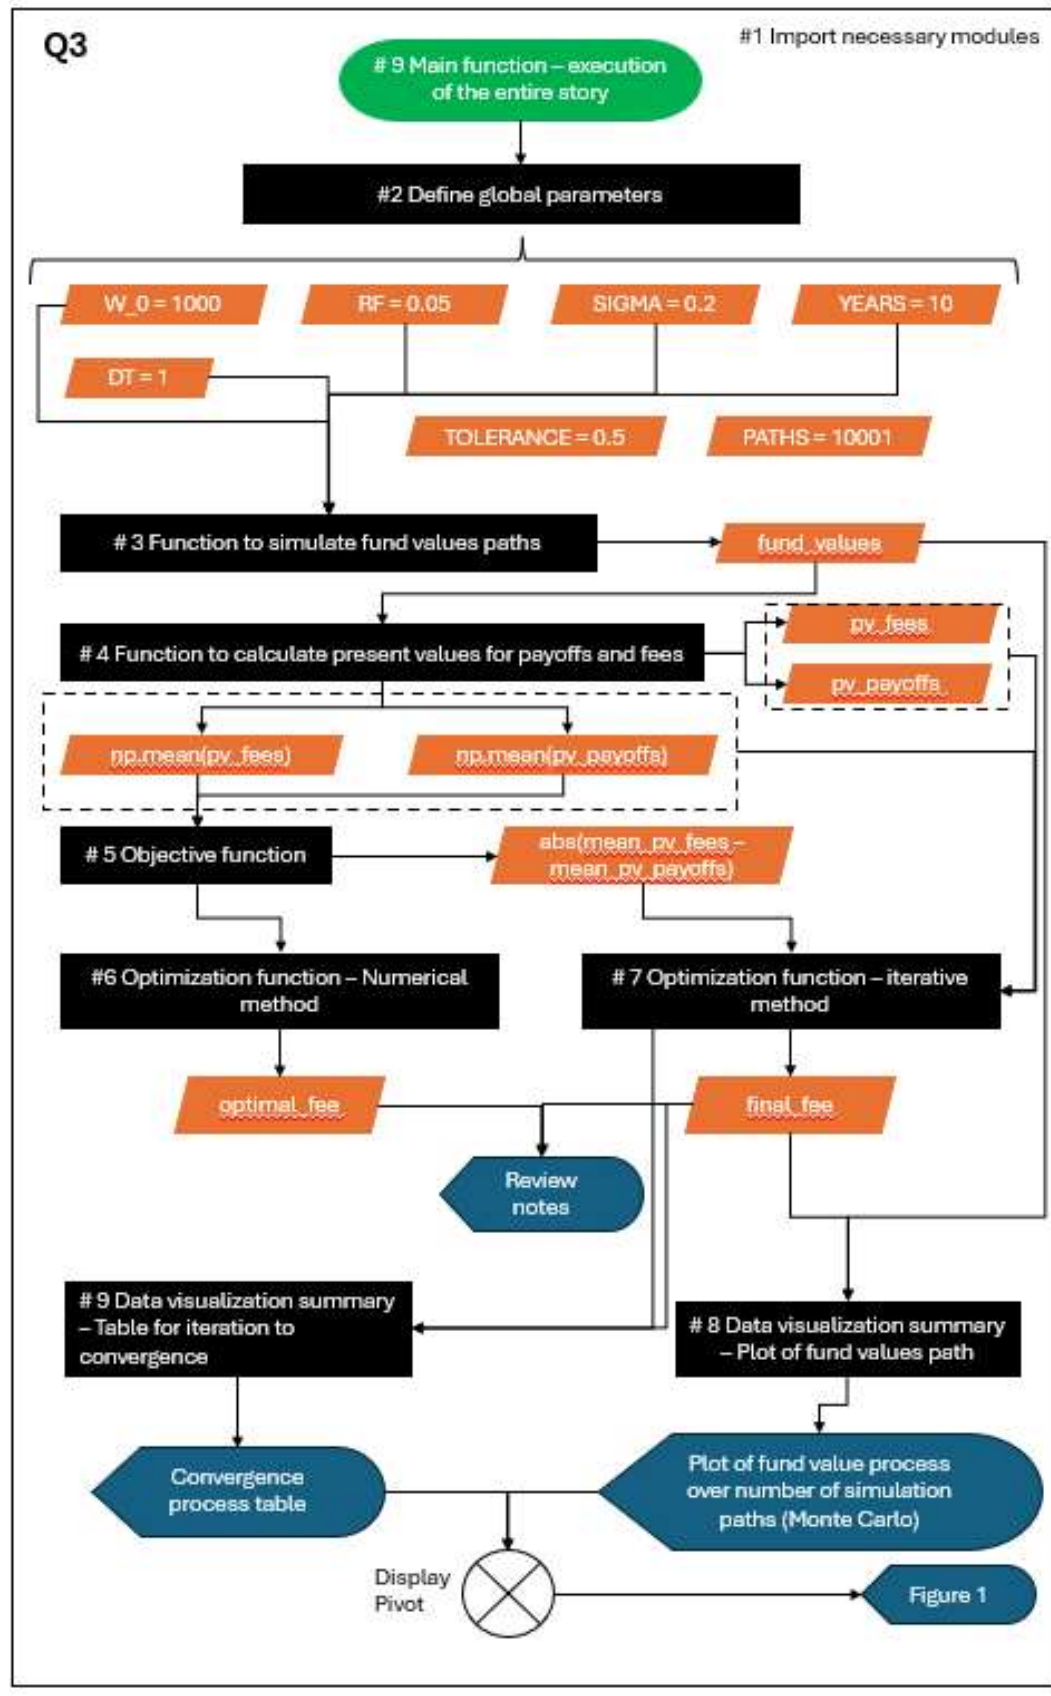 Q3
#1 Import necessary modules
# 9 Main function – execution
of the entire story
#2 Define global parameters
W_0 = 1000
RF = 0.05
SIGMA = 0.2
YEARS = 10
DT = 1
TOLERANCE = 0.5
PATHS = 10001
# 3 Function to simulate fund values paths
fund_values
# 4 Function to calculate present values for payoffs and fees
pv_fees
pv_payoffs
np.mean(pv_fees)
np.mean(pv_payoffs)
# 5 Objective function
abs(mean_pv_fees –
mean_pv_payoffs)
#6 Optimization function – Numerical
method
# 7 Optimization function – iterative
method
optimal_fee
final_fee
Review
notes
# 9 Data visualization summary
– Table for iteration to
convergence
# 8 Data visualization summary
– Plot of fund values path
Convergence
process table
Plot of fund value process
over number of simulation
paths (Monte Carlo)
Display
Pivot
Figure 1